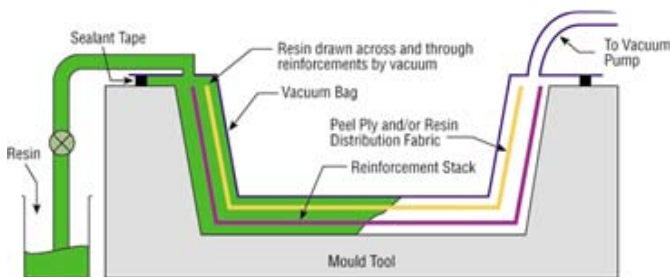 Sealant Tape
Resin drawn across and through
reinforcements by vacuum
To Vacuum
Pump
Vacuum Bag
Peel Ply and/or Resin
Distribution Fabric
Resin
Reinforcement Stack
Mould Tool